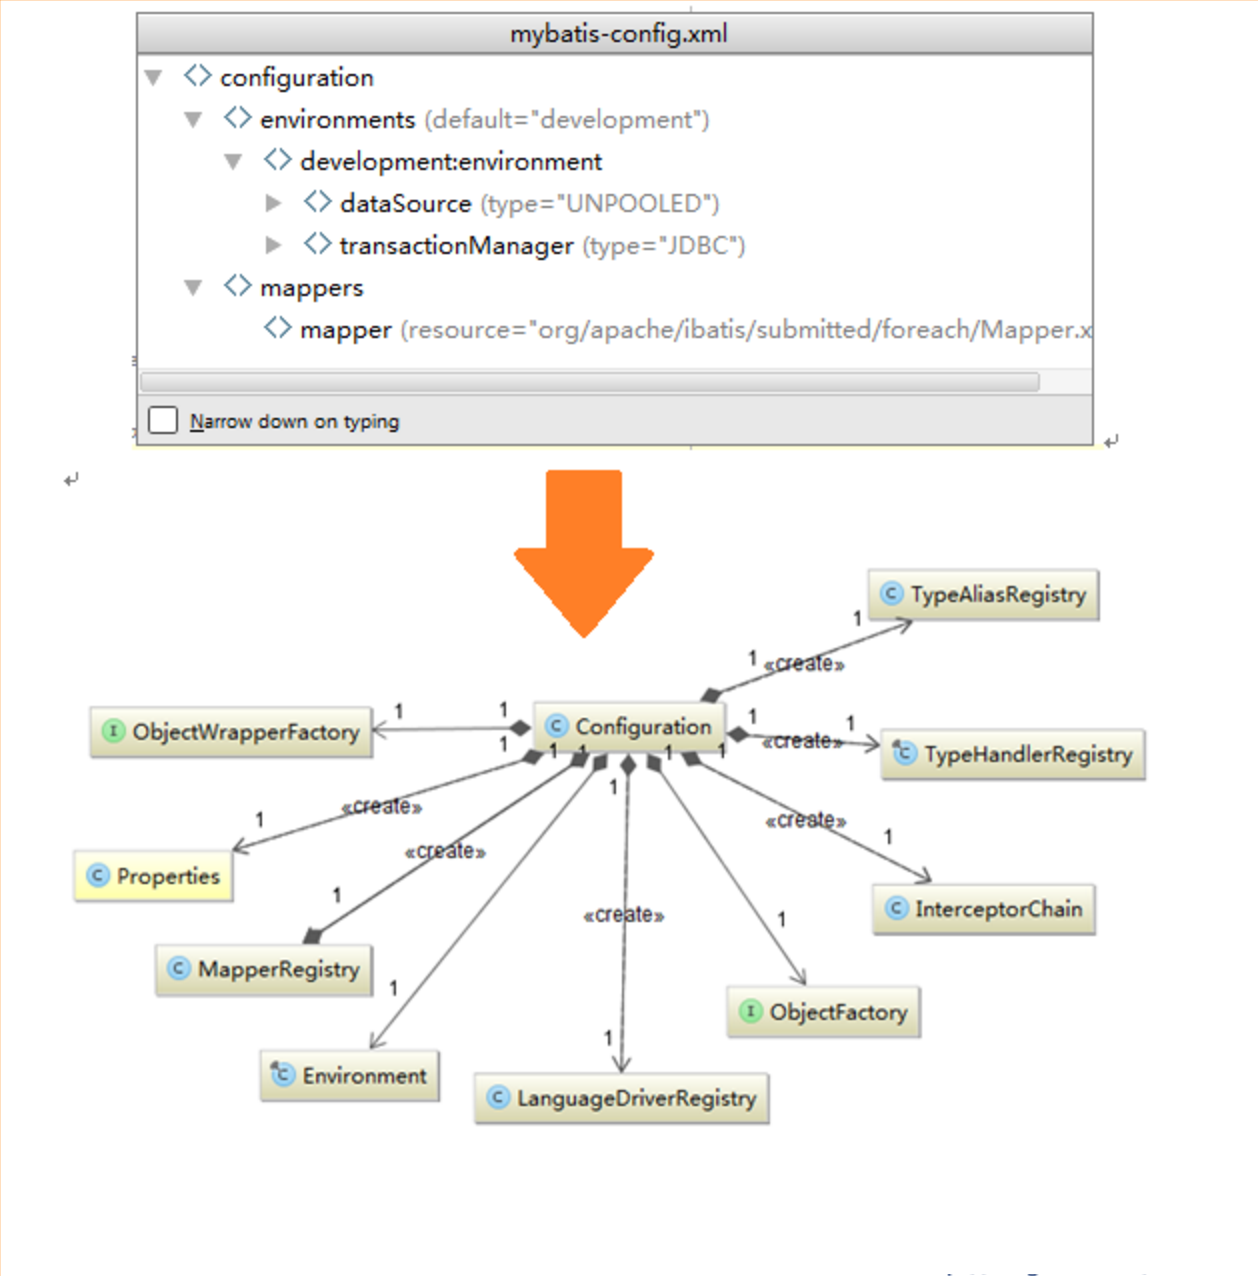 mybatis-config.xml
configuration
environments (default="development")
development:environment
dataSource (type="UNPOOLED")
transactionManager (type="JDBC")
mappers
mapper (resource="org/apache/ibatis/submitted/foreach/Mapper.x
Narrow down on typing
C TypeAliasRegistry
1
1 «create»
I ObjectWrapperFactory
1
1
C Configuration
1
1
«create»
C TypeHandlerRegistry
1
1
1
1
1
1
«create»
1
«create»
1
C Properties
«create»
1
C InterceptorChain
«create»
1
C MapperRegistry
1
1
I ObjectFactory
1
C Environment
C LanguageDriverRegistry